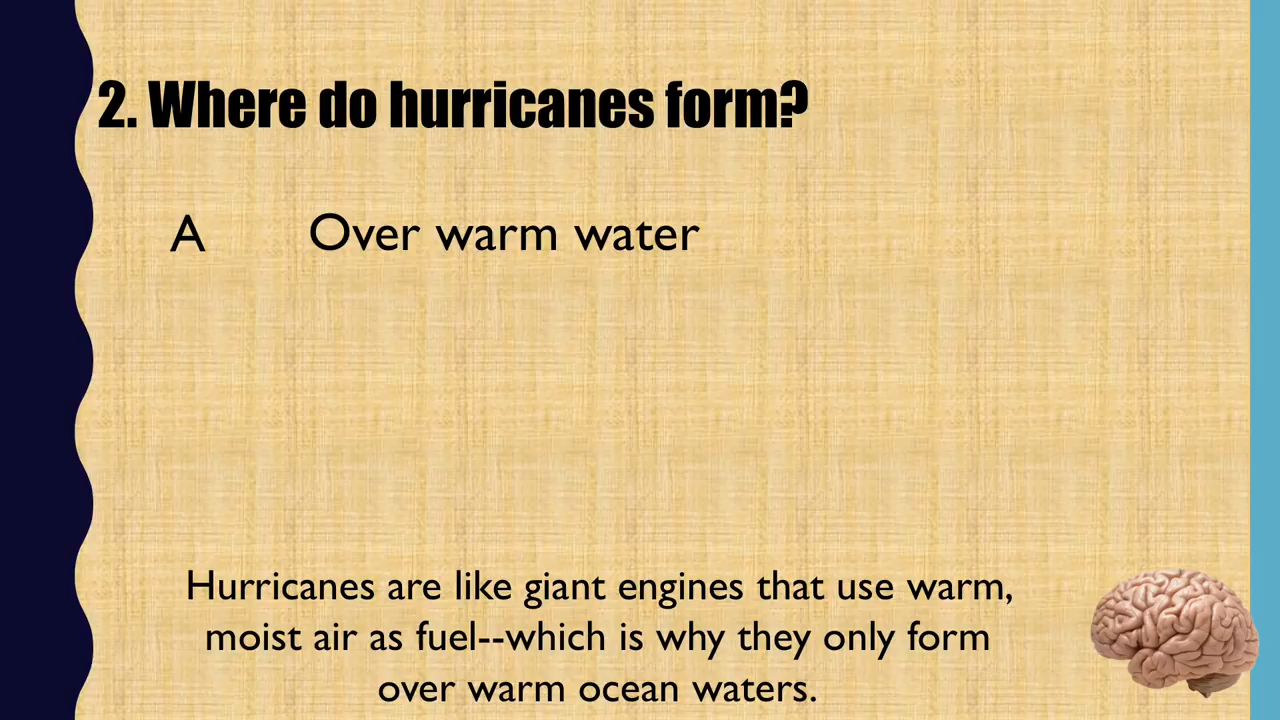 2. Where do hurricanes form?
A Over warm water
Hurricanes are like giant engines that use warm,
moist air as fuel--which is why they only form
over warm ocean waters.